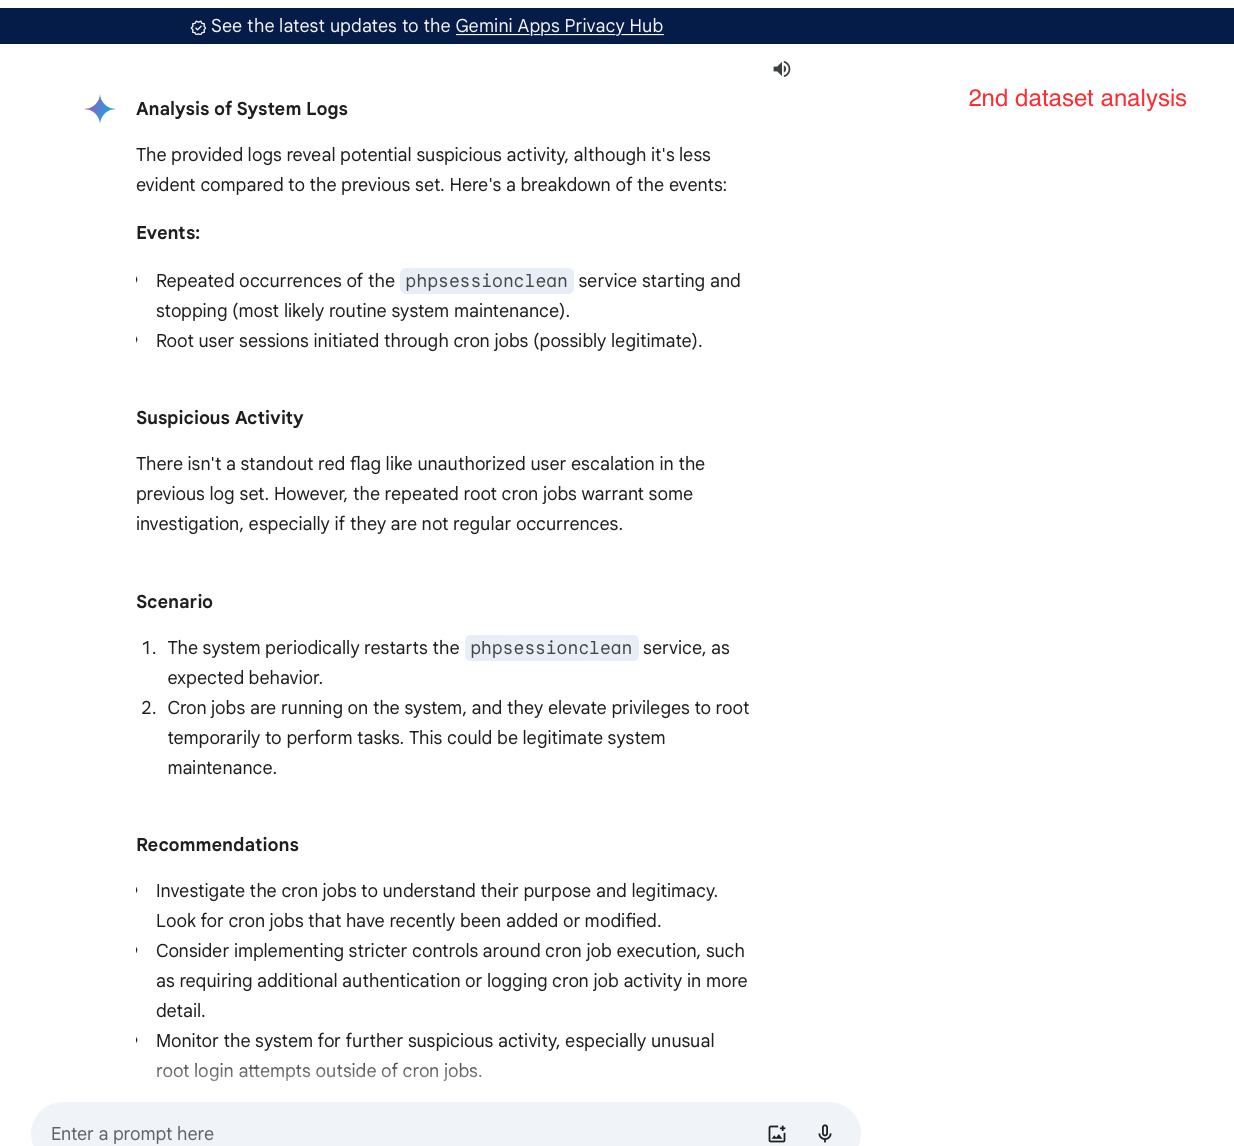 See the latest updates to the Gemini Apps Privacy Hub
2nd dataset analysis
Analysis of System Logs
The provided logs reveal potential suspicious activity, although it's less
evident compared to the previous set. Here's a breakdown of the events:
Events:
Repeated occurrences of the phpsessionclean service starting and
stopping (most likely routine system maintenance).
Root user sessions initiated through cron jobs (possibly legitimate).
Suspicious Activity
There isn't a standout red flag like unauthorized user escalation in the
previous log set. However, the repeated root cron jobs warrant some
investigation, especially if they are not regular occurrences.
Scenario
1. The system periodically restarts the phpsessionclean service, as
expected behavior.
2. Cron jobs are running on the system, and they elevate privileges to root
temporarily to perform tasks. This could be legitimate system
maintenance.
Recommendations
Investigate the cron jobs to understand their purpose and legitimacy.
Look for cron jobs that have recently been added or modified.
Consider implementing stricter controls around cron job execution, such
as requiring additional authentication or logging cron job activity in more
detail.
Monitor the system for further suspicious activity, especially unusual
root login attempts outside of cron jobs.
Enter a prompt here